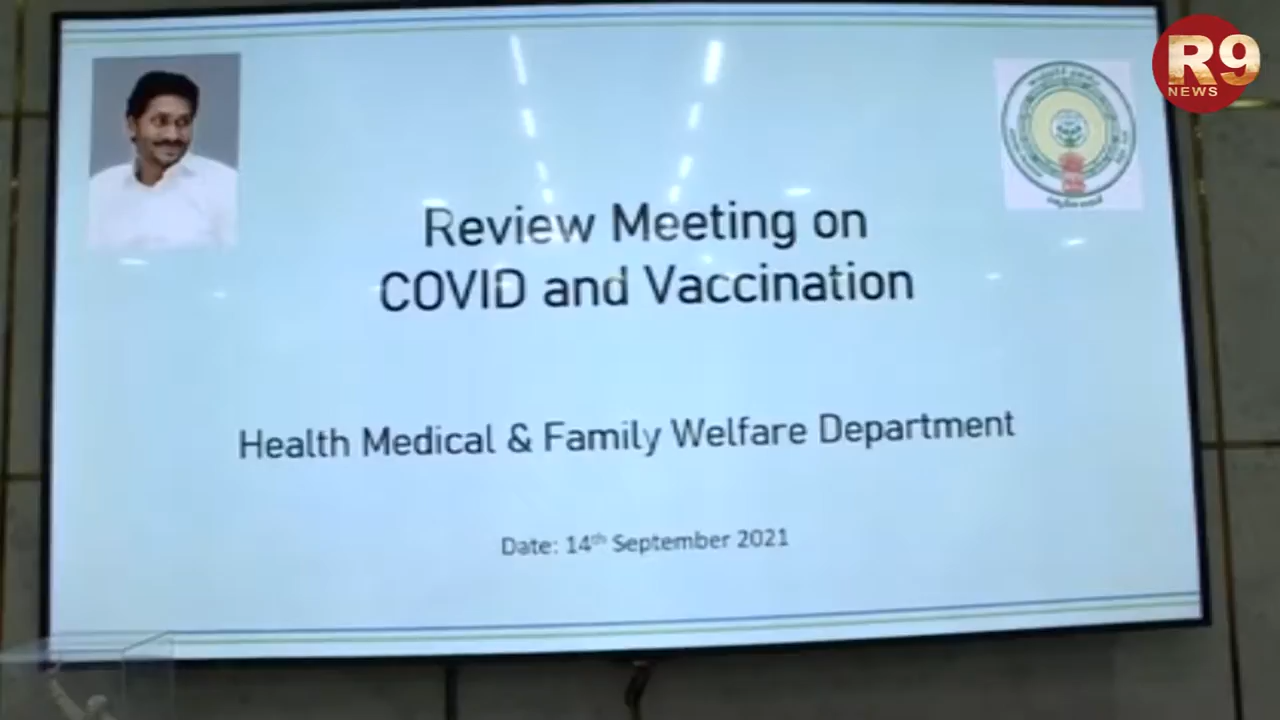 R9
NEWS
Review Meeting on
COVID and Vaccination
Health Medical & Family Welfare Department
Date: 14th September 2021